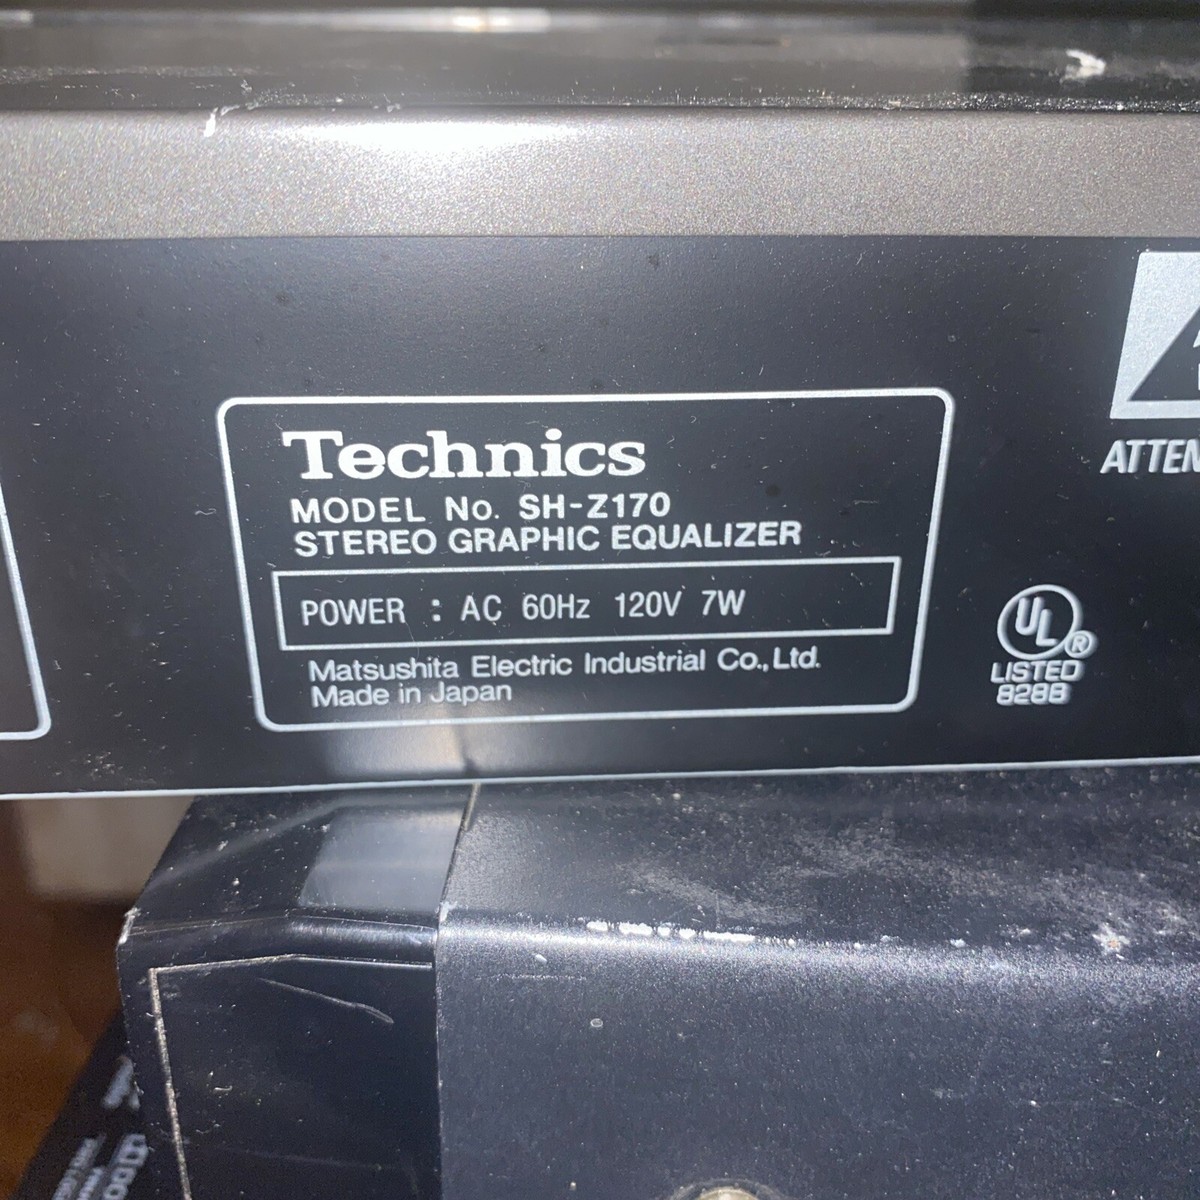 Technics
MODEL No. SH-Z170
STEREO GRAPHIC EQUALIZER
POWER : AC 60Hz 120V 7W
Matsushita Electric Industrial Co., Ltd.
Made in Japan
ATTEN
UL®
LISTED
828B